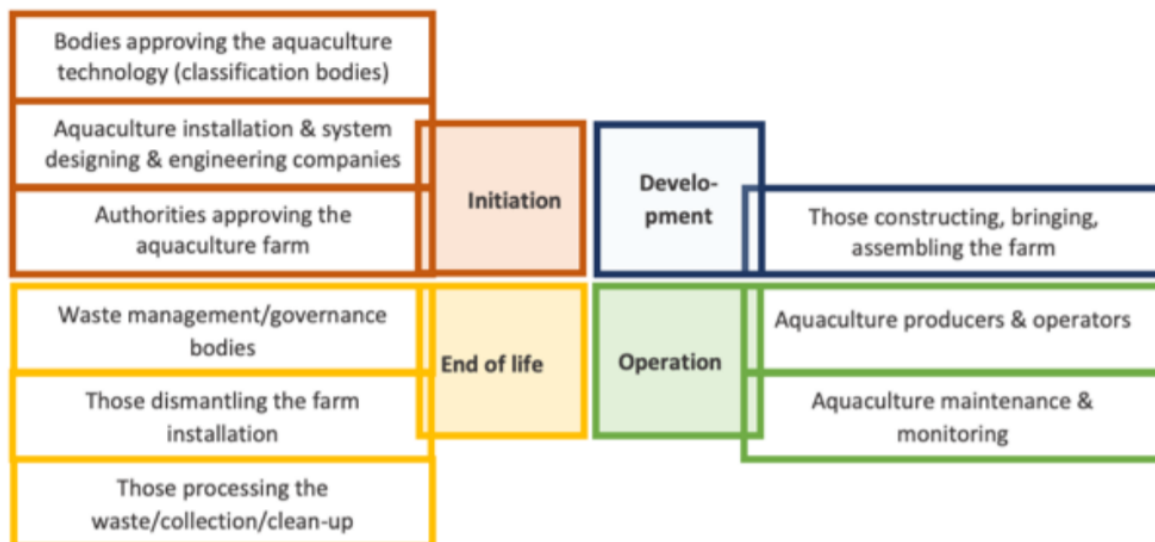 Bodies approving the aquaculture
technology (classification bodies)
Aquaculture installation & system
designing & engineering companies
Authorities approving the
aquaculture farm
Initiation
Develo-
pment
Those constructing, bringing,
assembling the farm
Waste management/governance
bodies
Those dismantling the farm
installation
Those processing the
waste/collection/clean-up
End of life
Operation
Aquaculture producers & operators
Aquaculture maintenance &
monitoring